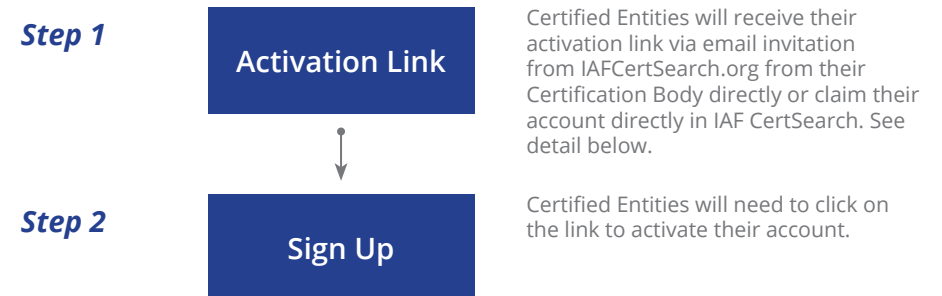 Step 1
Activation Link
Certified Entities will receive their
activation link via email invitation
from IAFCertSearch.org from their
Certification Body directly or claim their
account directly in IAF CertSearch. See
detail below.
Step 2
Sign Up
Certified Entities will need to click on
the link to activate their account.